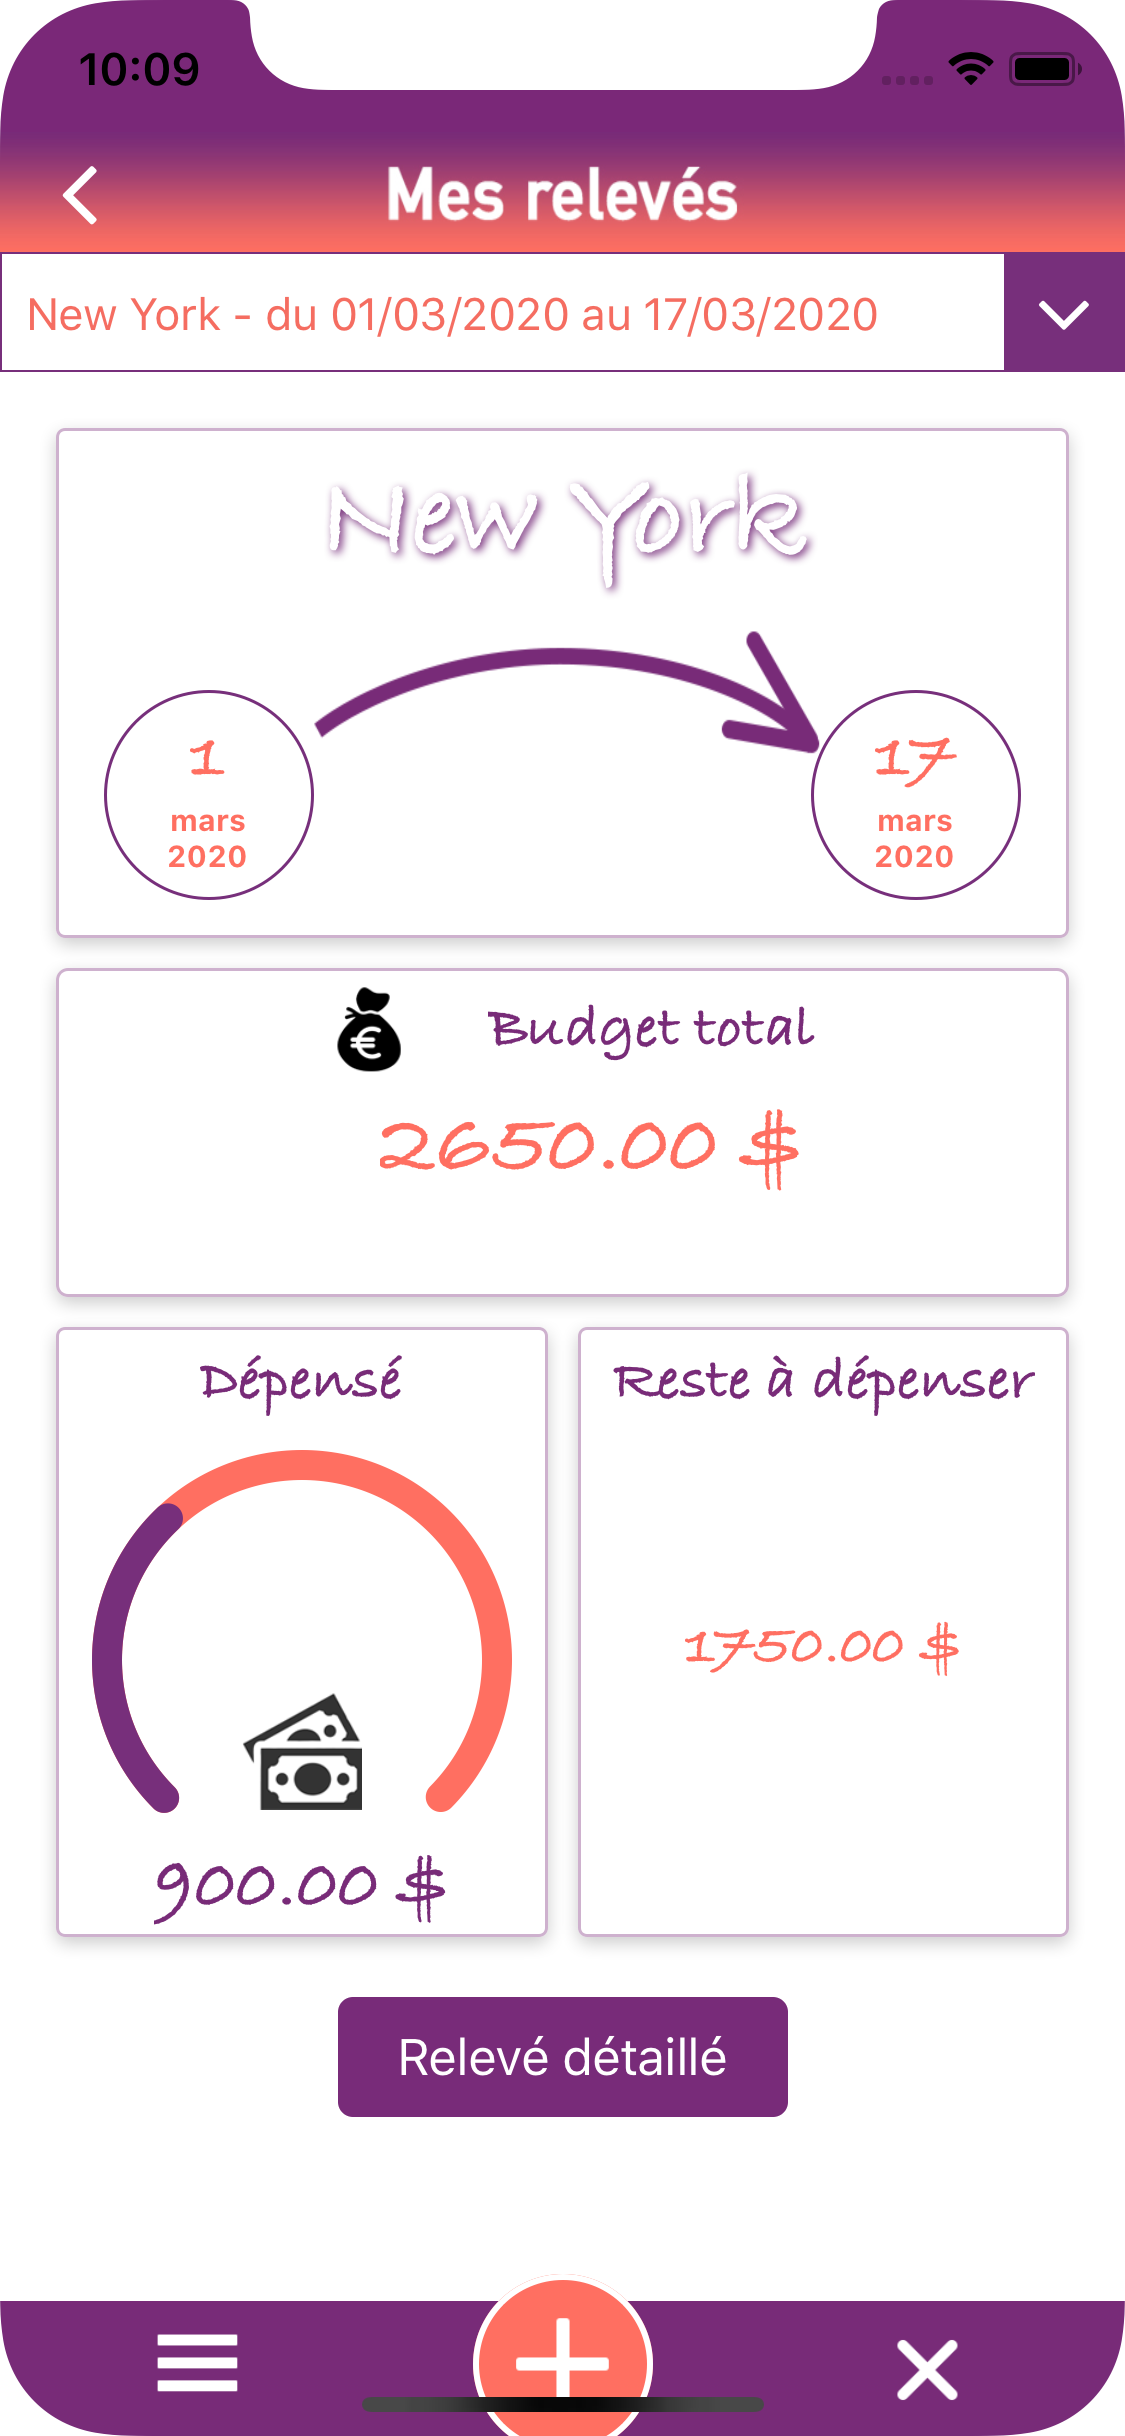 10:09
Mes relevés
New York - du 01/03/2020 au 17/03/2020
New York
1
mars
2020
17
mars
2020
€
Budget total
2650.00 $
Dépensé
900.00 $
Reste à dépenser
1750.00 $
Relevé détaillé